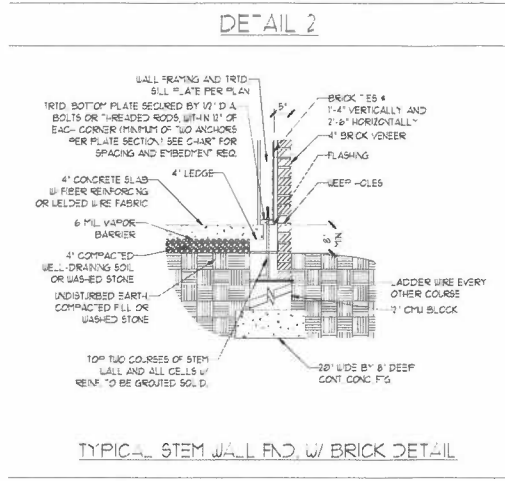 DETAIL 2
WALL FRAMING AND TRTD.
SILL PLATE PER PLAN
TRTD. BOTTOM PLATE SECURED BY 1/2" DIA.
BOLTS OR THREADED RODS, WITHIN 12" OF
EACH CORNER (MINIMUM OF TWO ANCHORS
PER PLATE SECTION) SEE CHART FOR
SPACING AND EMBEDMENT REQ.
4" LEDGE
4" CONCRETE SLAB
W/ FIBER REINFORCING
OR WELDED WIRE FABRIC
6 MIL VAPOR
BARRIER
4" COMPACTED
WELL-DRAINING SOIL
OR WASHED STONE
UNDISTURBED EARTH,
COMPACTED FILL OR
WASHED STONE
TOP TWO COURSES OF STEM
WALL AND ALL CELLS W/
REINF. TO BE GROUTED SOLID.
5"
BRICK TIES @
1'-4" VERTICALLY AND
2'-6" HORIZONTALLY
4" BRICK VENEER
FLASHING
WEEP HOLES
8"
MIN.
LADDER WIRE EVERY
OTHER COURSE
CMU BLOCK
20" WIDE BY 8" DEEP
CONT. CONC. FTG.
TYPICAL STEM WALL FND. W/ BRICK DETAIL